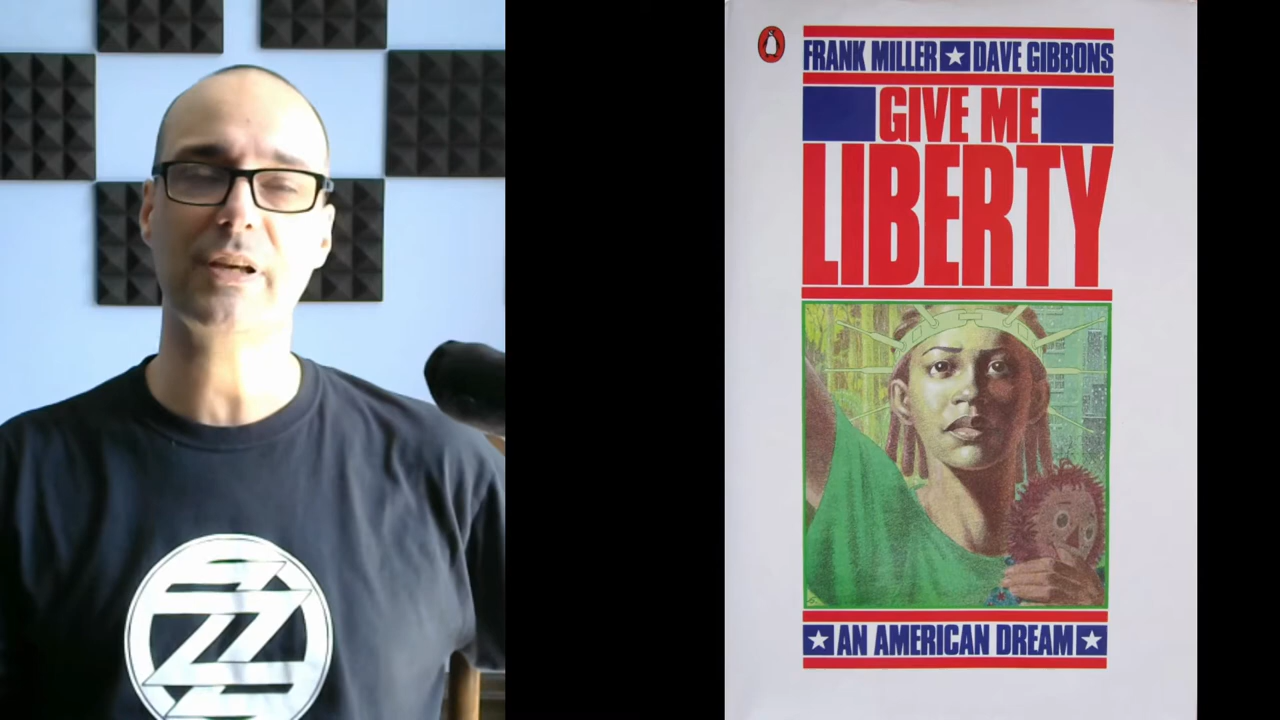 FRANK MILLER DAVE GIBBONS
GIVE ME
LIBERTY
AN AMERICAN DREAM